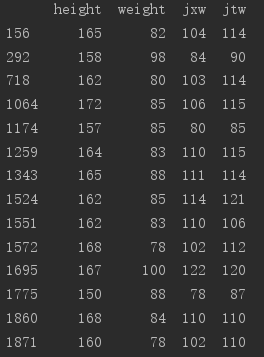 height weight jxw jtw
156 165 82 104 114
292 158 98 84 90
718 162 80 103 114
1064 172 85 106 115
1174 157 85 80 85
1259 164 83 110 115
1343 165 88 111 114
1524 162 85 114 121
1551 162 83 110 106
1572 168 78 102 112
1695 167 100 122 120
1775 150 88 78 87
1860 168 84 110 110
1871 160 78 102 110